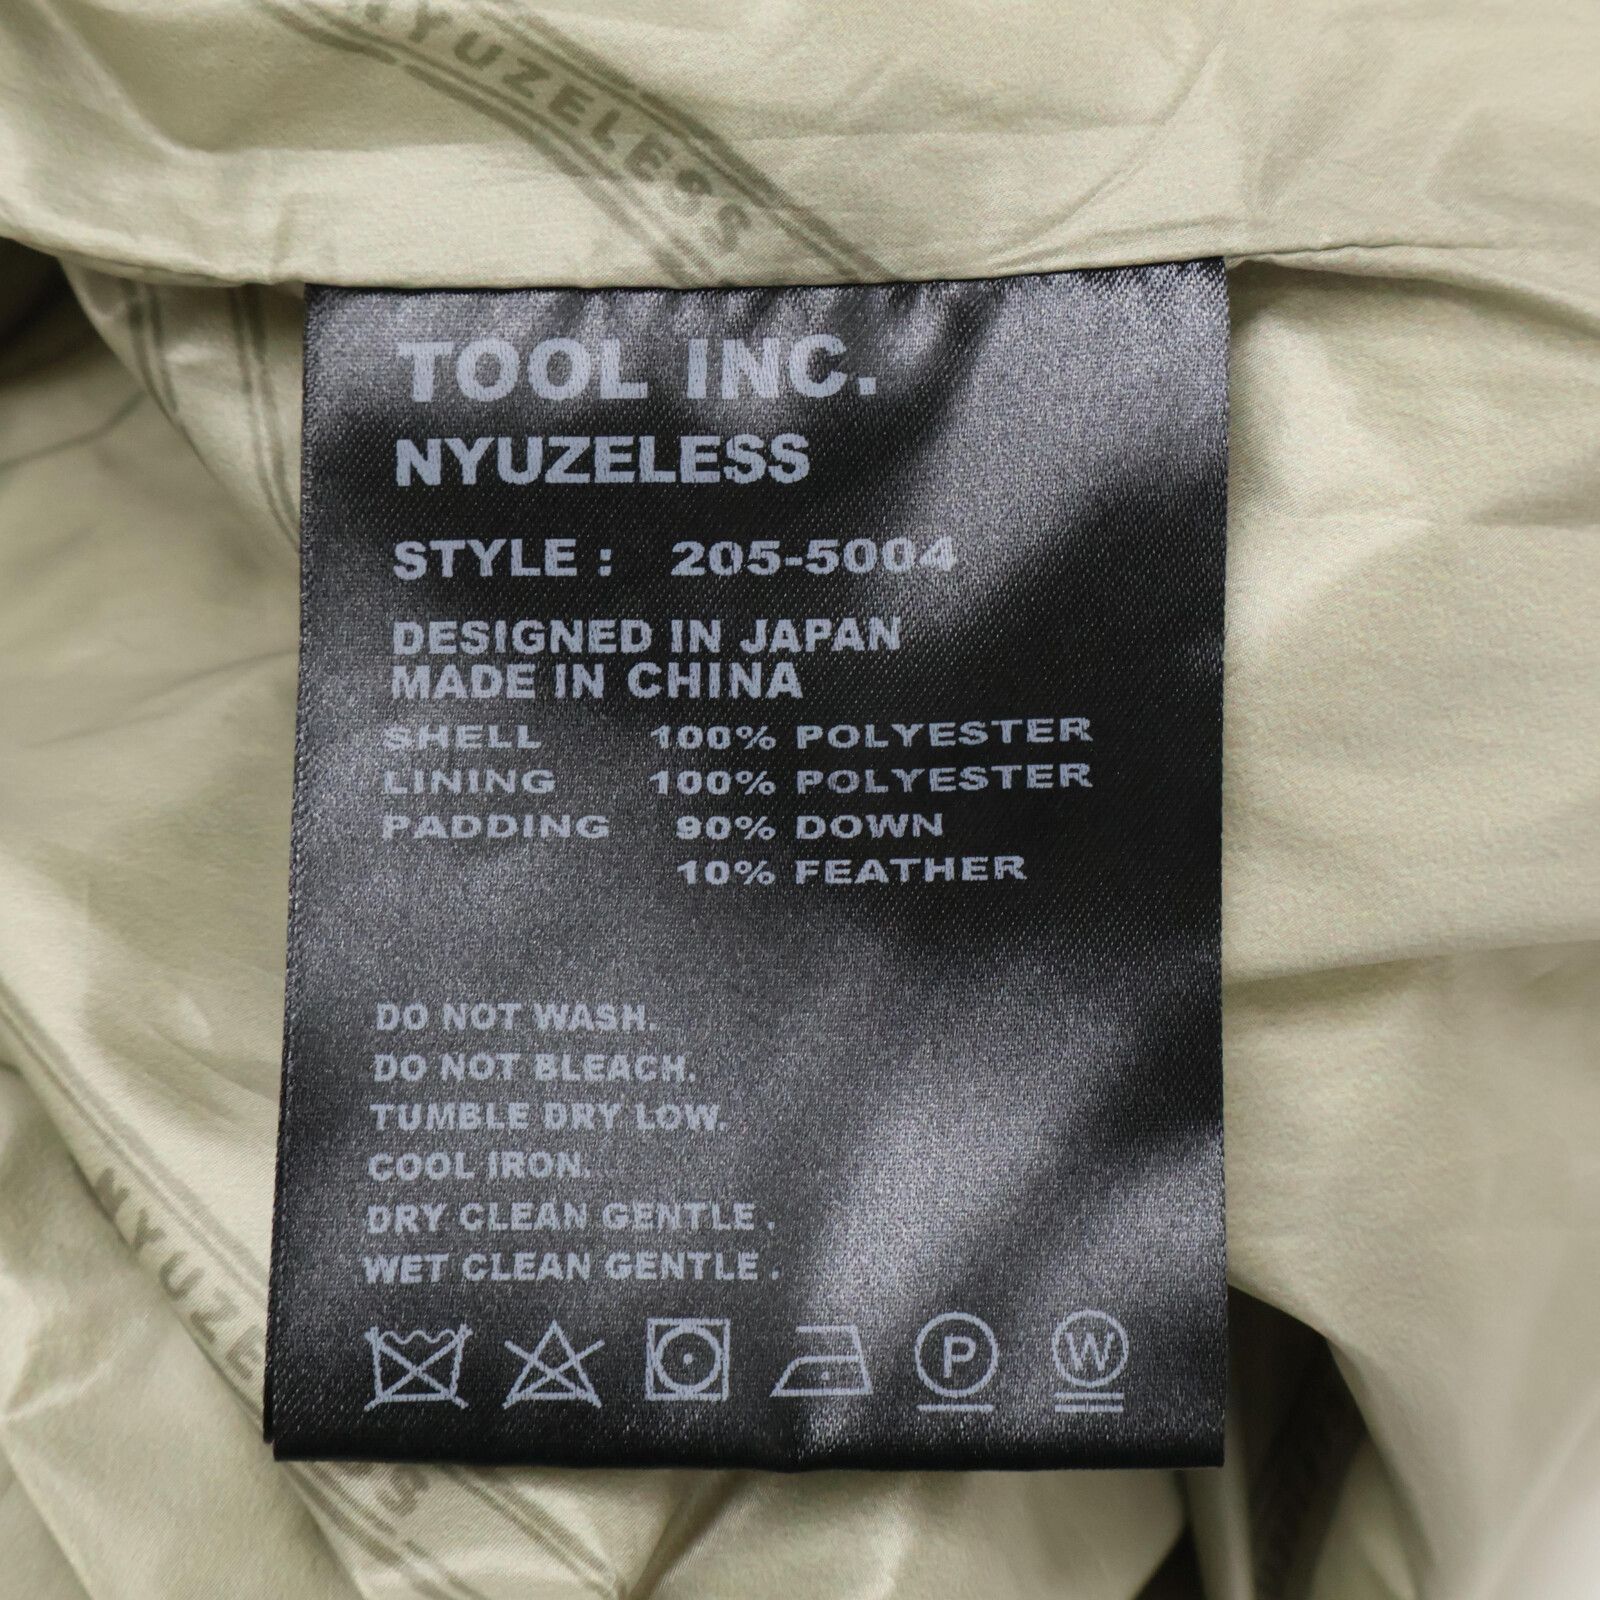 NYUZELESS
TOOL INC.
NYUZELESS
STYLE : 205-5004
DESIGNED IN JAPAN
MADE IN CHINA
SHELL 100% POLYESTER
LINING 100% POLYESTER
PADDING 90% DOWN
10% FEATHER
DO NOT WASH.
DO NOT BLEACH.
TUMBLE DRY LOW.
COOL IRON.
DRY CLEAN GENTLE .
WET CLEAN GENTLE .
P W
NYUZE
S